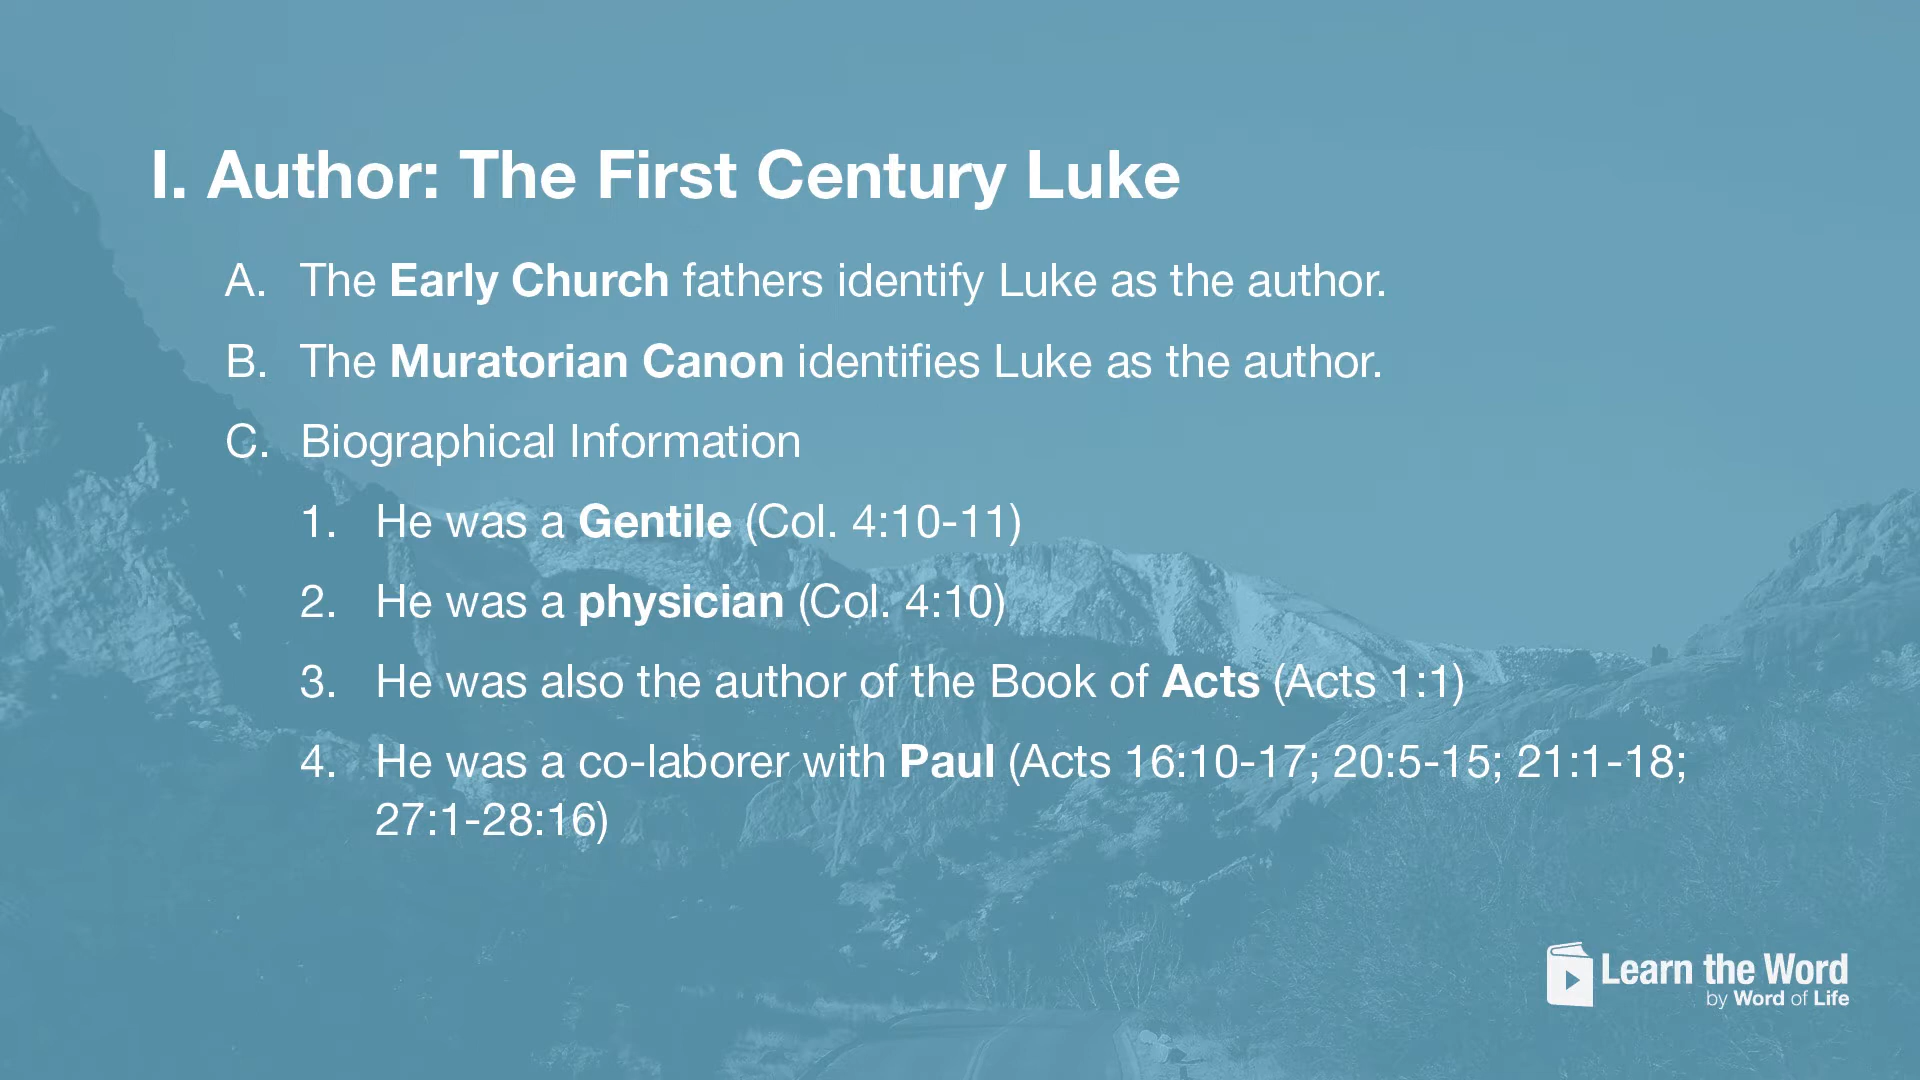 I. Author: The First Century Luke
A. The Early Church fathers identify Luke as the author.
B. The Muratorian Canon identifies Luke as the author.
C. Biographical Information
1. He was a Gentile (Col. 4:10-11)
2. He was a physician (Col. 4:10)
3. He was also the author of the Book of Acts (Acts 1:1)
4. He was a co-laborer with Paul (Acts 16:10-17; 20:5-15; 21:1-18;
27:1-28:16)
Learn the Word
by Word of Life